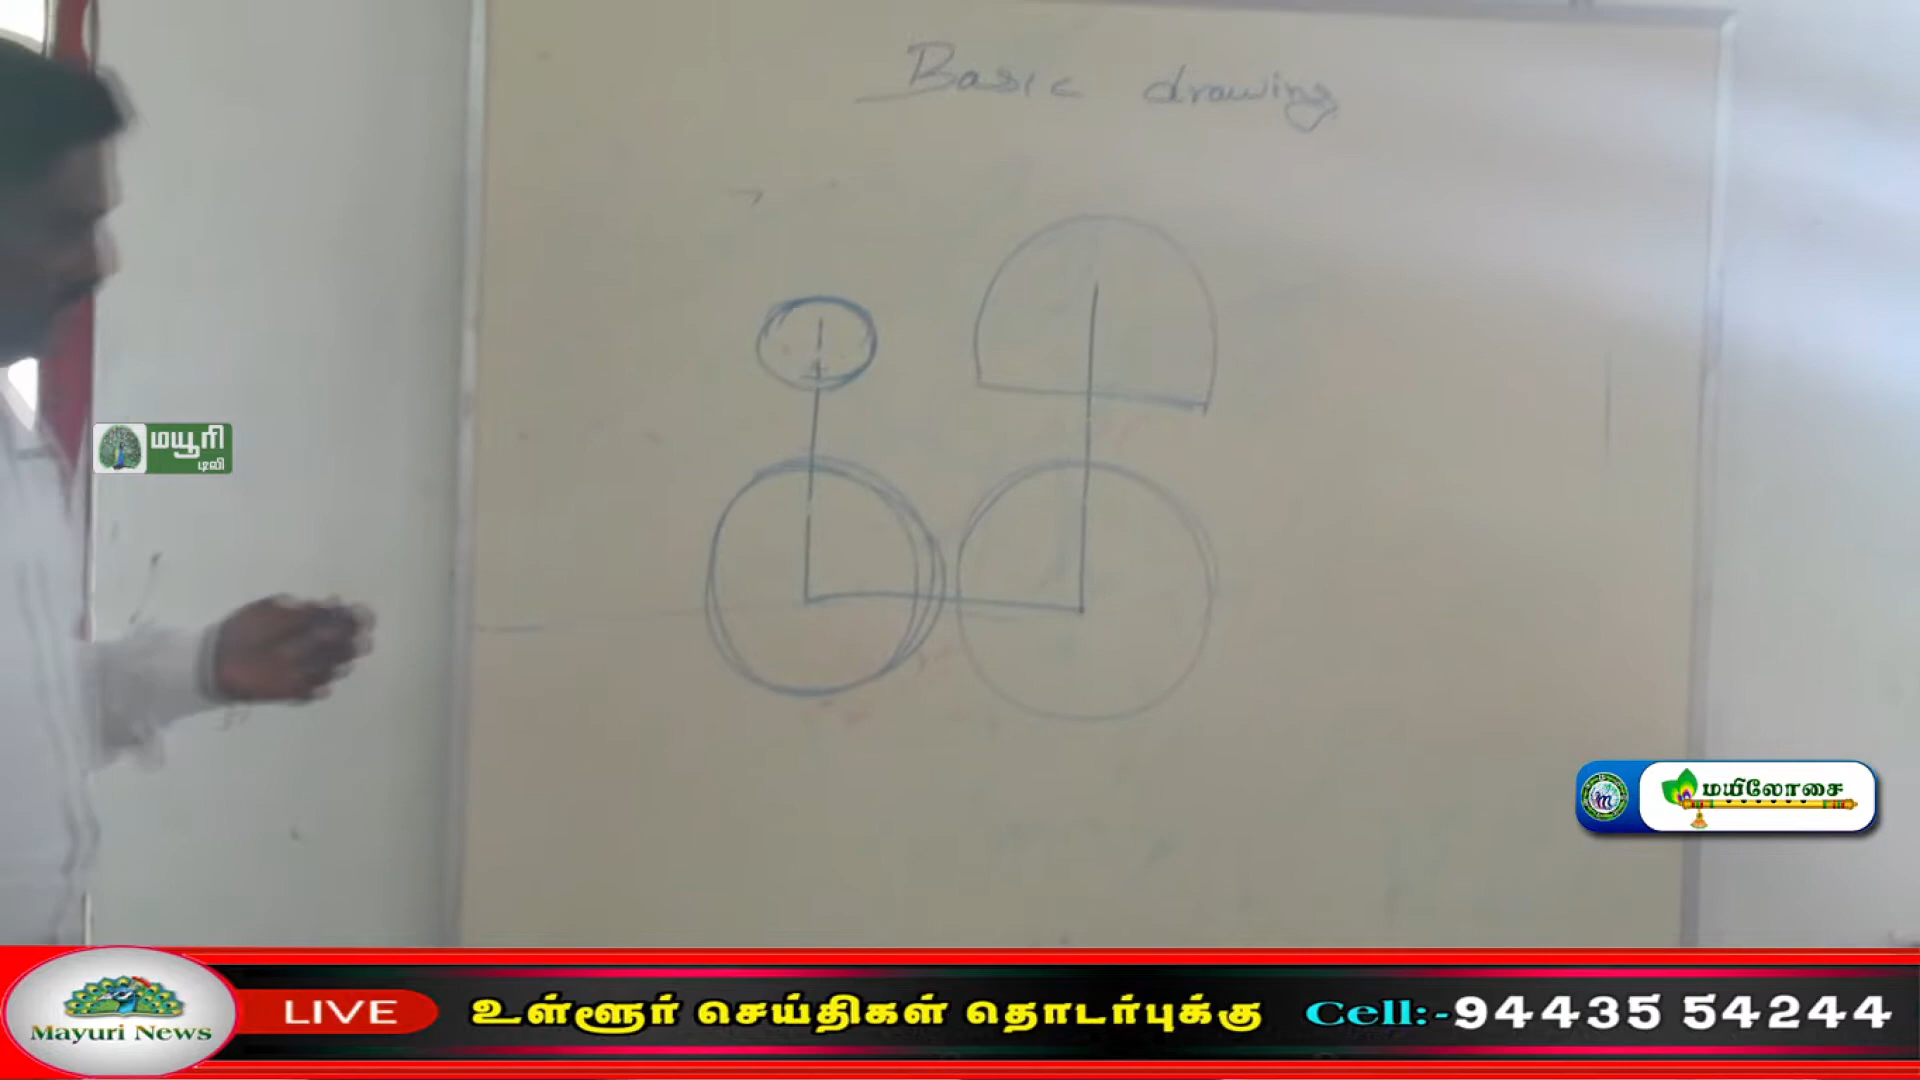 Basic drawing
மயூரி
டிவி
மயிலோசை
Mayuri News
LIVE
உள்ளூர் செய்திகள் தொடர்புக்கு
Cell:-94435 54244